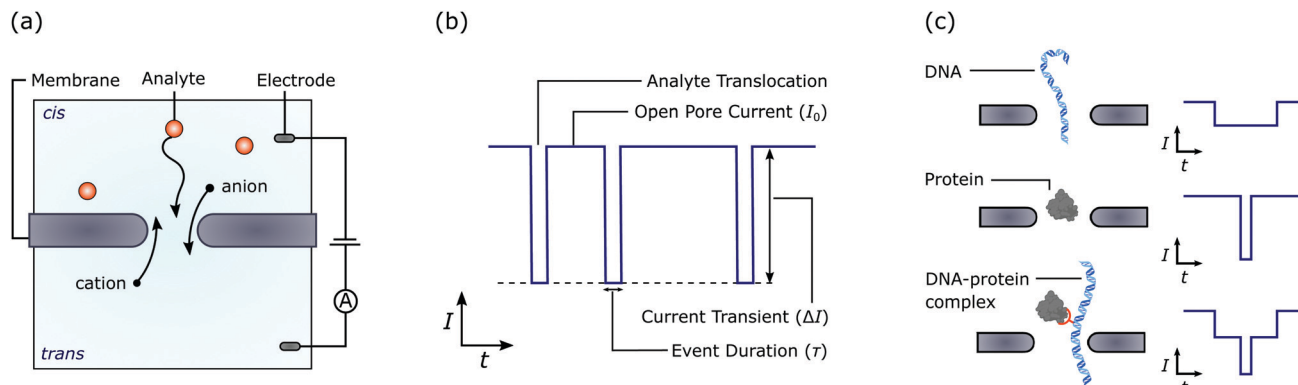 (a)
Membrane
Analyte
Electrode
cis
anion
cation
A
trans
(b)
Analyte Translocation
Open Pore Current (I₀)
Current Transient (ΔI)
Event Duration (τ)
I
t
(c)
DNA
I
t
Protein
I
t
DNA-protein
complex
I
t